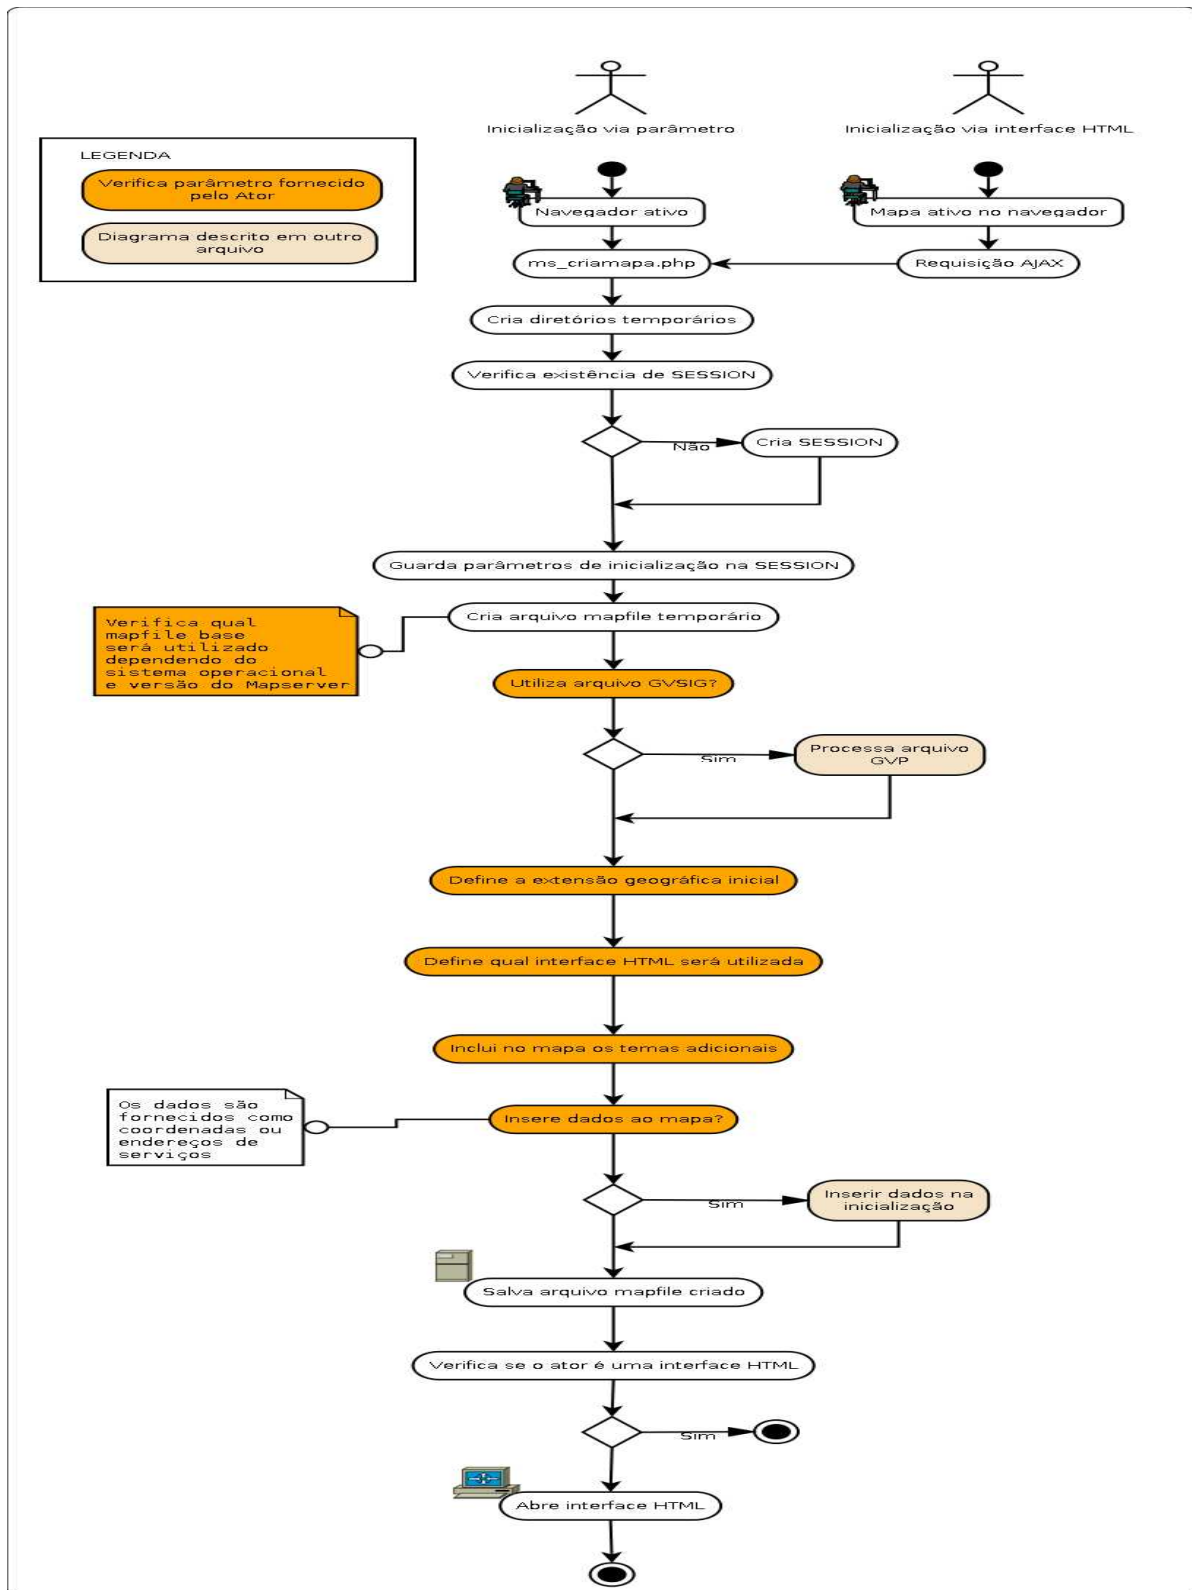 Inicialização via parâmetro
Inicialização via interface HTML
LEGENDA
Verifica parâmetro fornecido
pelo Ator
Diagrama descrito em outro
arquivo
Navegador ativo
Mapa ativo no navegador
ms_criamapa.php
Requisição AJAX
Cria diretórios temporários
Verifica existência de SESSION
Não
Cria SESSION
Guarda parâmetros de inicialização na SESSION
Cria arquivo mapfile temporário
Verifica qual
mapfile base
será utilizado
dependendo do
sistema operacional
e versão do Mapserver
Utiliza arquivo GVSIG?
Sim
Processa arquivo
GVP
Define a extensão geográfica inicial
Define qual interface HTML será utilizada
Inclui no mapa os temas adicionais
Os dados são
fornecidos como
coordenadas ou
endereços de
serviços
Insere dados ao mapa?
Sim
Inserir dados na
inicialização
Salva arquivo mapfile criado
Verifica se o ator é uma interface HTML
Sim
Abre interface HTML